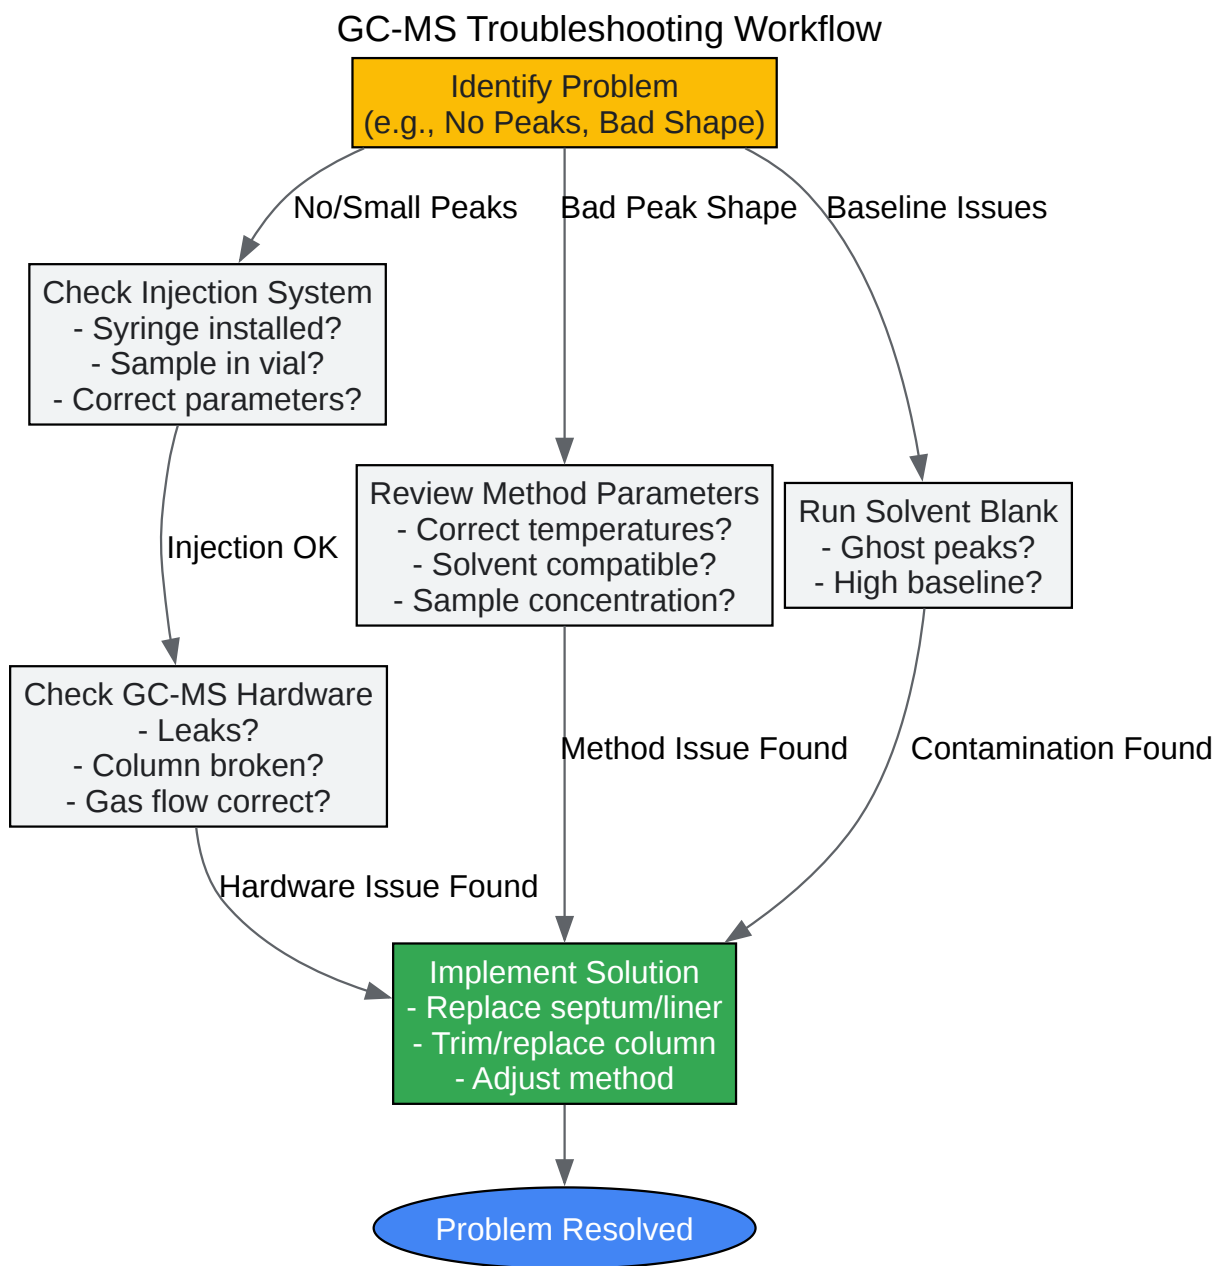 GC-MS Troubleshooting Workflow
Identify Problem
(e.g., No Peaks, Bad Shape)
No/Small Peaks
Bad Peak Shape
Baseline Issues
Check Injection System
- Syringe installed?
- Sample in vial?
- Correct parameters?
Review Method Parameters
- Correct temperatures?
- Solvent compatible?
- Sample concentration?
Run Solvent Blank
- Ghost peaks?
- High baseline?
Injection OK
Check GC-MS Hardware
- Leaks?
- Column broken?
- Gas flow correct?
Method Issue Found
Contamination Found
Hardware Issue Found
Implement Solution
- Replace septum/liner
- Trim/replace column
- Adjust method
Problem Resolved